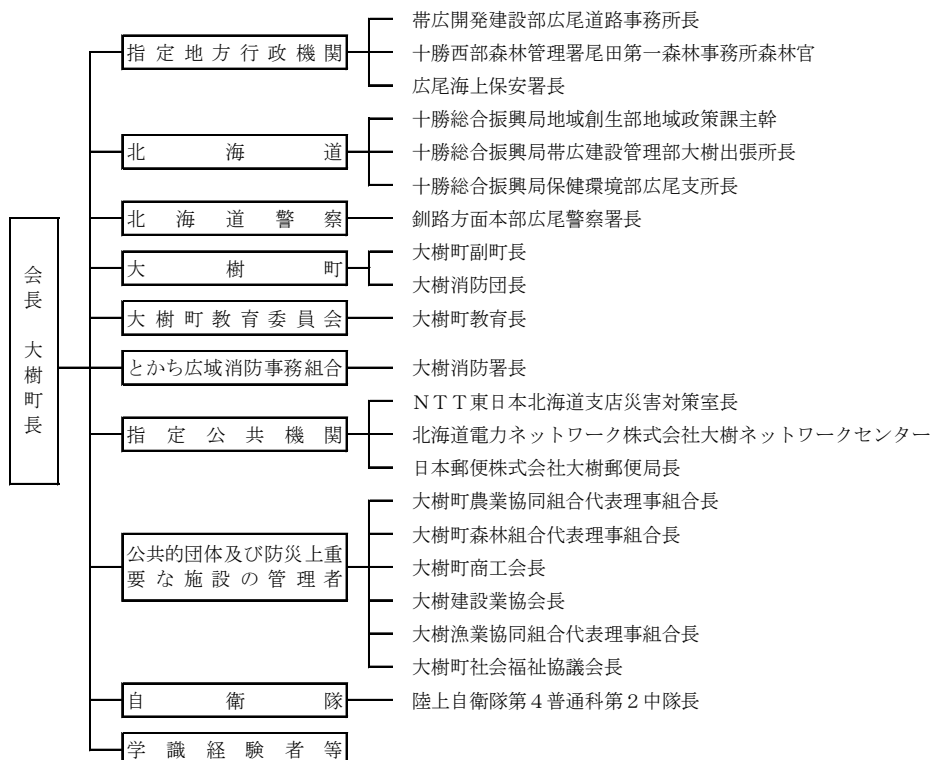 会長　大樹町長
指定地方行政機関
帯広開発建設部広尾道路事務所長
十勝西部森林管理署尾田第一森林事務所森林官
広尾海上保安署長
北海道
十勝総合振興局地域創生部地域政策課主幹
十勝総合振興局帯広建設管理部大樹出張所長
十勝総合振興局保健環境部広尾支所長
北海道警察
釧路方面本部広尾警察署長
大樹町
大樹町副町長
大樹消防団長
大樹町教育委員会
大樹町教育長
とかち広域消防事務組合
大樹消防署長
指定公共機関
ＮＴＴ東日本北海道支店災害対策室長
北海道電力ネットワーク株式会社大樹ネットワークセンター
日本郵便株式会社大樹郵便局長
公共的団体及び防災上重
要な施設の管理者
大樹町農業協同組合代表理事組合長
大樹町森林組合代表理事組合長
大樹町商工会長
大樹建設業協会長
大樹漁業協同組合代表理事組合長
大樹町社会福祉協議会長
自衛隊
陸上自衛隊第４普通科第２中隊長
学識経験者等